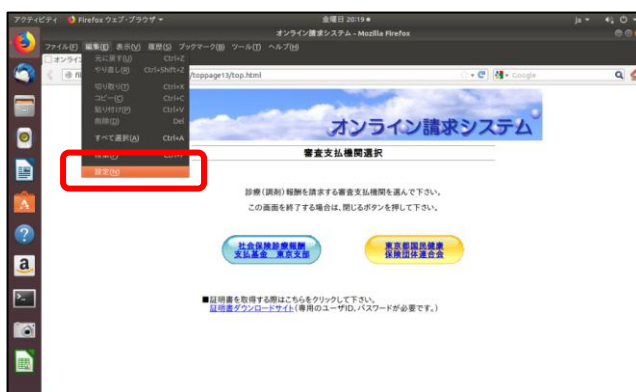 アクティビティ Firefox ウェブ・ブラウザ 金曜日 20:19 ja
オンライン請求システム - Mozilla Firefox
ファイル(F) 編集(E) 表示(V) 履歴(S) ブックマーク(B) ツール(T) ヘルプ(H)
オンライン
元に戻す(U) Ctrl+Z
やり直し(R) Ctrl+Shift+Z
/toppage13/top.html
Google
切り取り(T) Ctrl+X
コピー(C) Ctrl+C
貼り付け(P) Ctrl+V
削除(D) Del
すべて選択(A) Ctrl+A
設定(N)
オンライン請求システム
審査支払機関選択
診療(調剤)報酬を請求する審査支払機関を選んで下さい。
この画面を終了する場合は、閉じるボタンを押して下さい。
社会保険診療報酬
支払基金 東京支部
東京都国民健康
保険団体連合会
■証明書を取得する際はこちらをクリックして下さい。
証明書ダウンロードサイト(専用のユーザID、パスワードが必要です。)